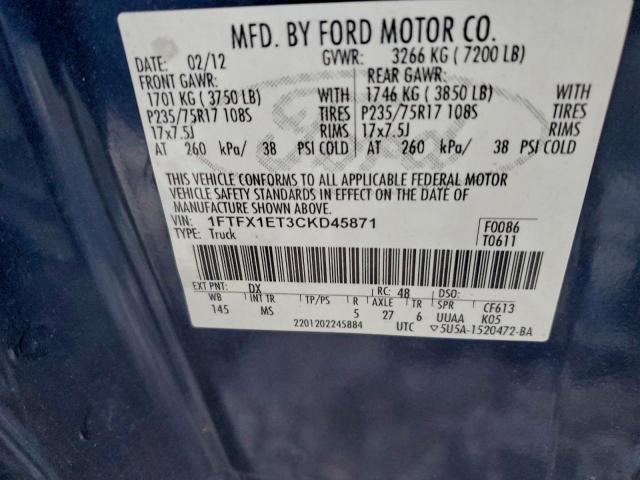 MFD. BY FORD MOTOR CO.
DATE: 02/12 GVWR: 3266 KG ( 7200 LB)
FRONT GAWR: REAR GAWR:
1701 KG ( 3750 LB) WITH 1746 KG ( 3850 LB) WITH
P235/75R17 108S TIRES P235/75R17 108S TIRES
17x7.5J RIMS 17x7.5J RIMS
AT 260 kPa/ 38 PSI COLD AT 260 kPa/ 38 PSI COLD
THIS VEHICLE CONFORMS TO ALL APPLICABLE FEDERAL MOTOR
VEHICLE SAFETY STANDARDS IN EFFECT ON THE DATE OF
MANUFACTURE SHOWN ABOVE.
VIN: 1FTFX1ET3CKD45871 F0086
TYPE: Truck T0611
EXT PNT: DX RC: 48 DSO:
WB INT TR TP/PS R AXLE TR SPR CF613
145 MS 5 27 6 UUAA K05
2201202245884 UTC ▽5U5A-1520472-BA
Ford